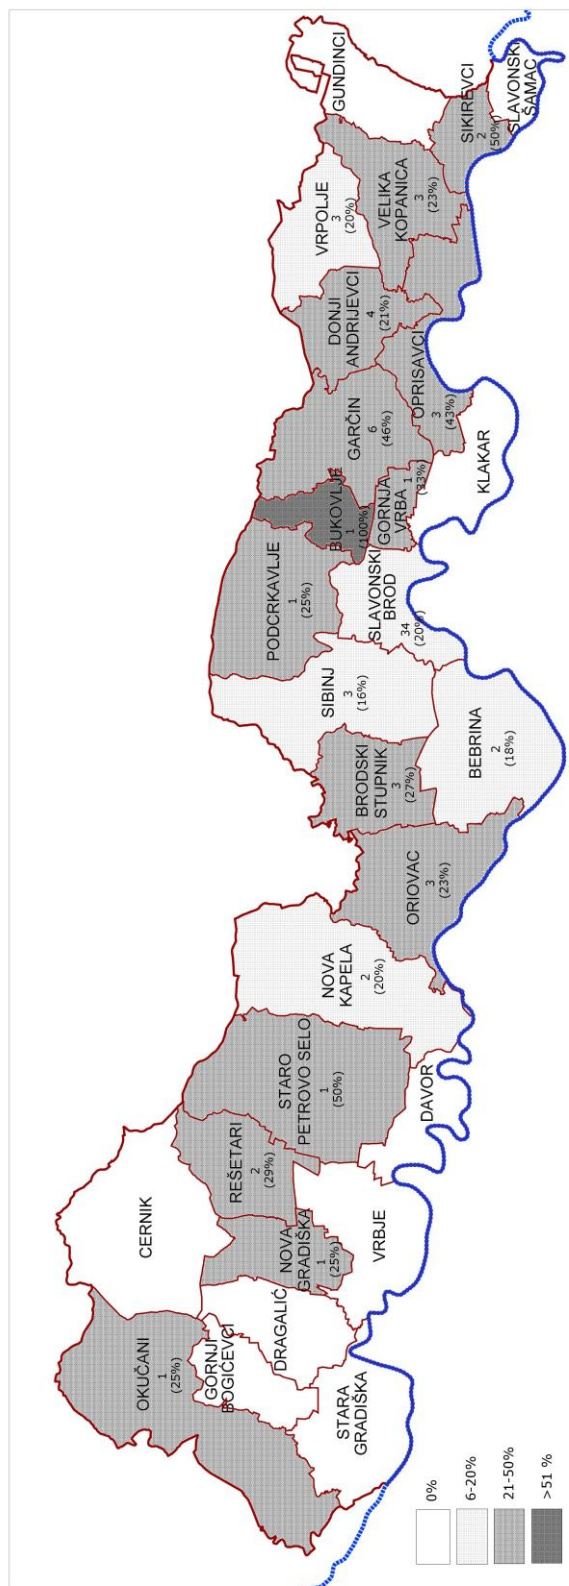 OKUČANI
1
(25%)
GORNJI
BOGIČEVCI
STARA
GRADIŠKA
DRAGALIĆ
CERNIK
NOVA
GRADIŠKA
1
(25%)
VRBJE
REŠETARI
2
(29%)
STARO
PETROVO SELO
1
(50%)
DAVOR
NOVA
KAPELA
2
(20%)
ORIOVAC
3
(23%)
BRODSKI
STUPNIK
3
(27%)
BEBRINA
2
(18%)
SIBINJ
3
(16%)
PODCRKAVLJE
1
(25%)
SLAVONSKI
BROD
34
(20%)
BUKOVLJE
1
(100%)
GORNJA
VRBA
1
(33%)
GARČIN
6
(46%)
KLAKAR
OPRISAVCI
3
(43%)
DONJI
ANDRIJEVCI
4
(21%)
VRPOLJE
3
(20%)
VELIKA
KOPANICA
3
(23%)
GUNDINCI
SIKIREVCI
2
(50%)
SLAVONSKI
ŠAMAC
0%
6-20%
21-50%
>51 %